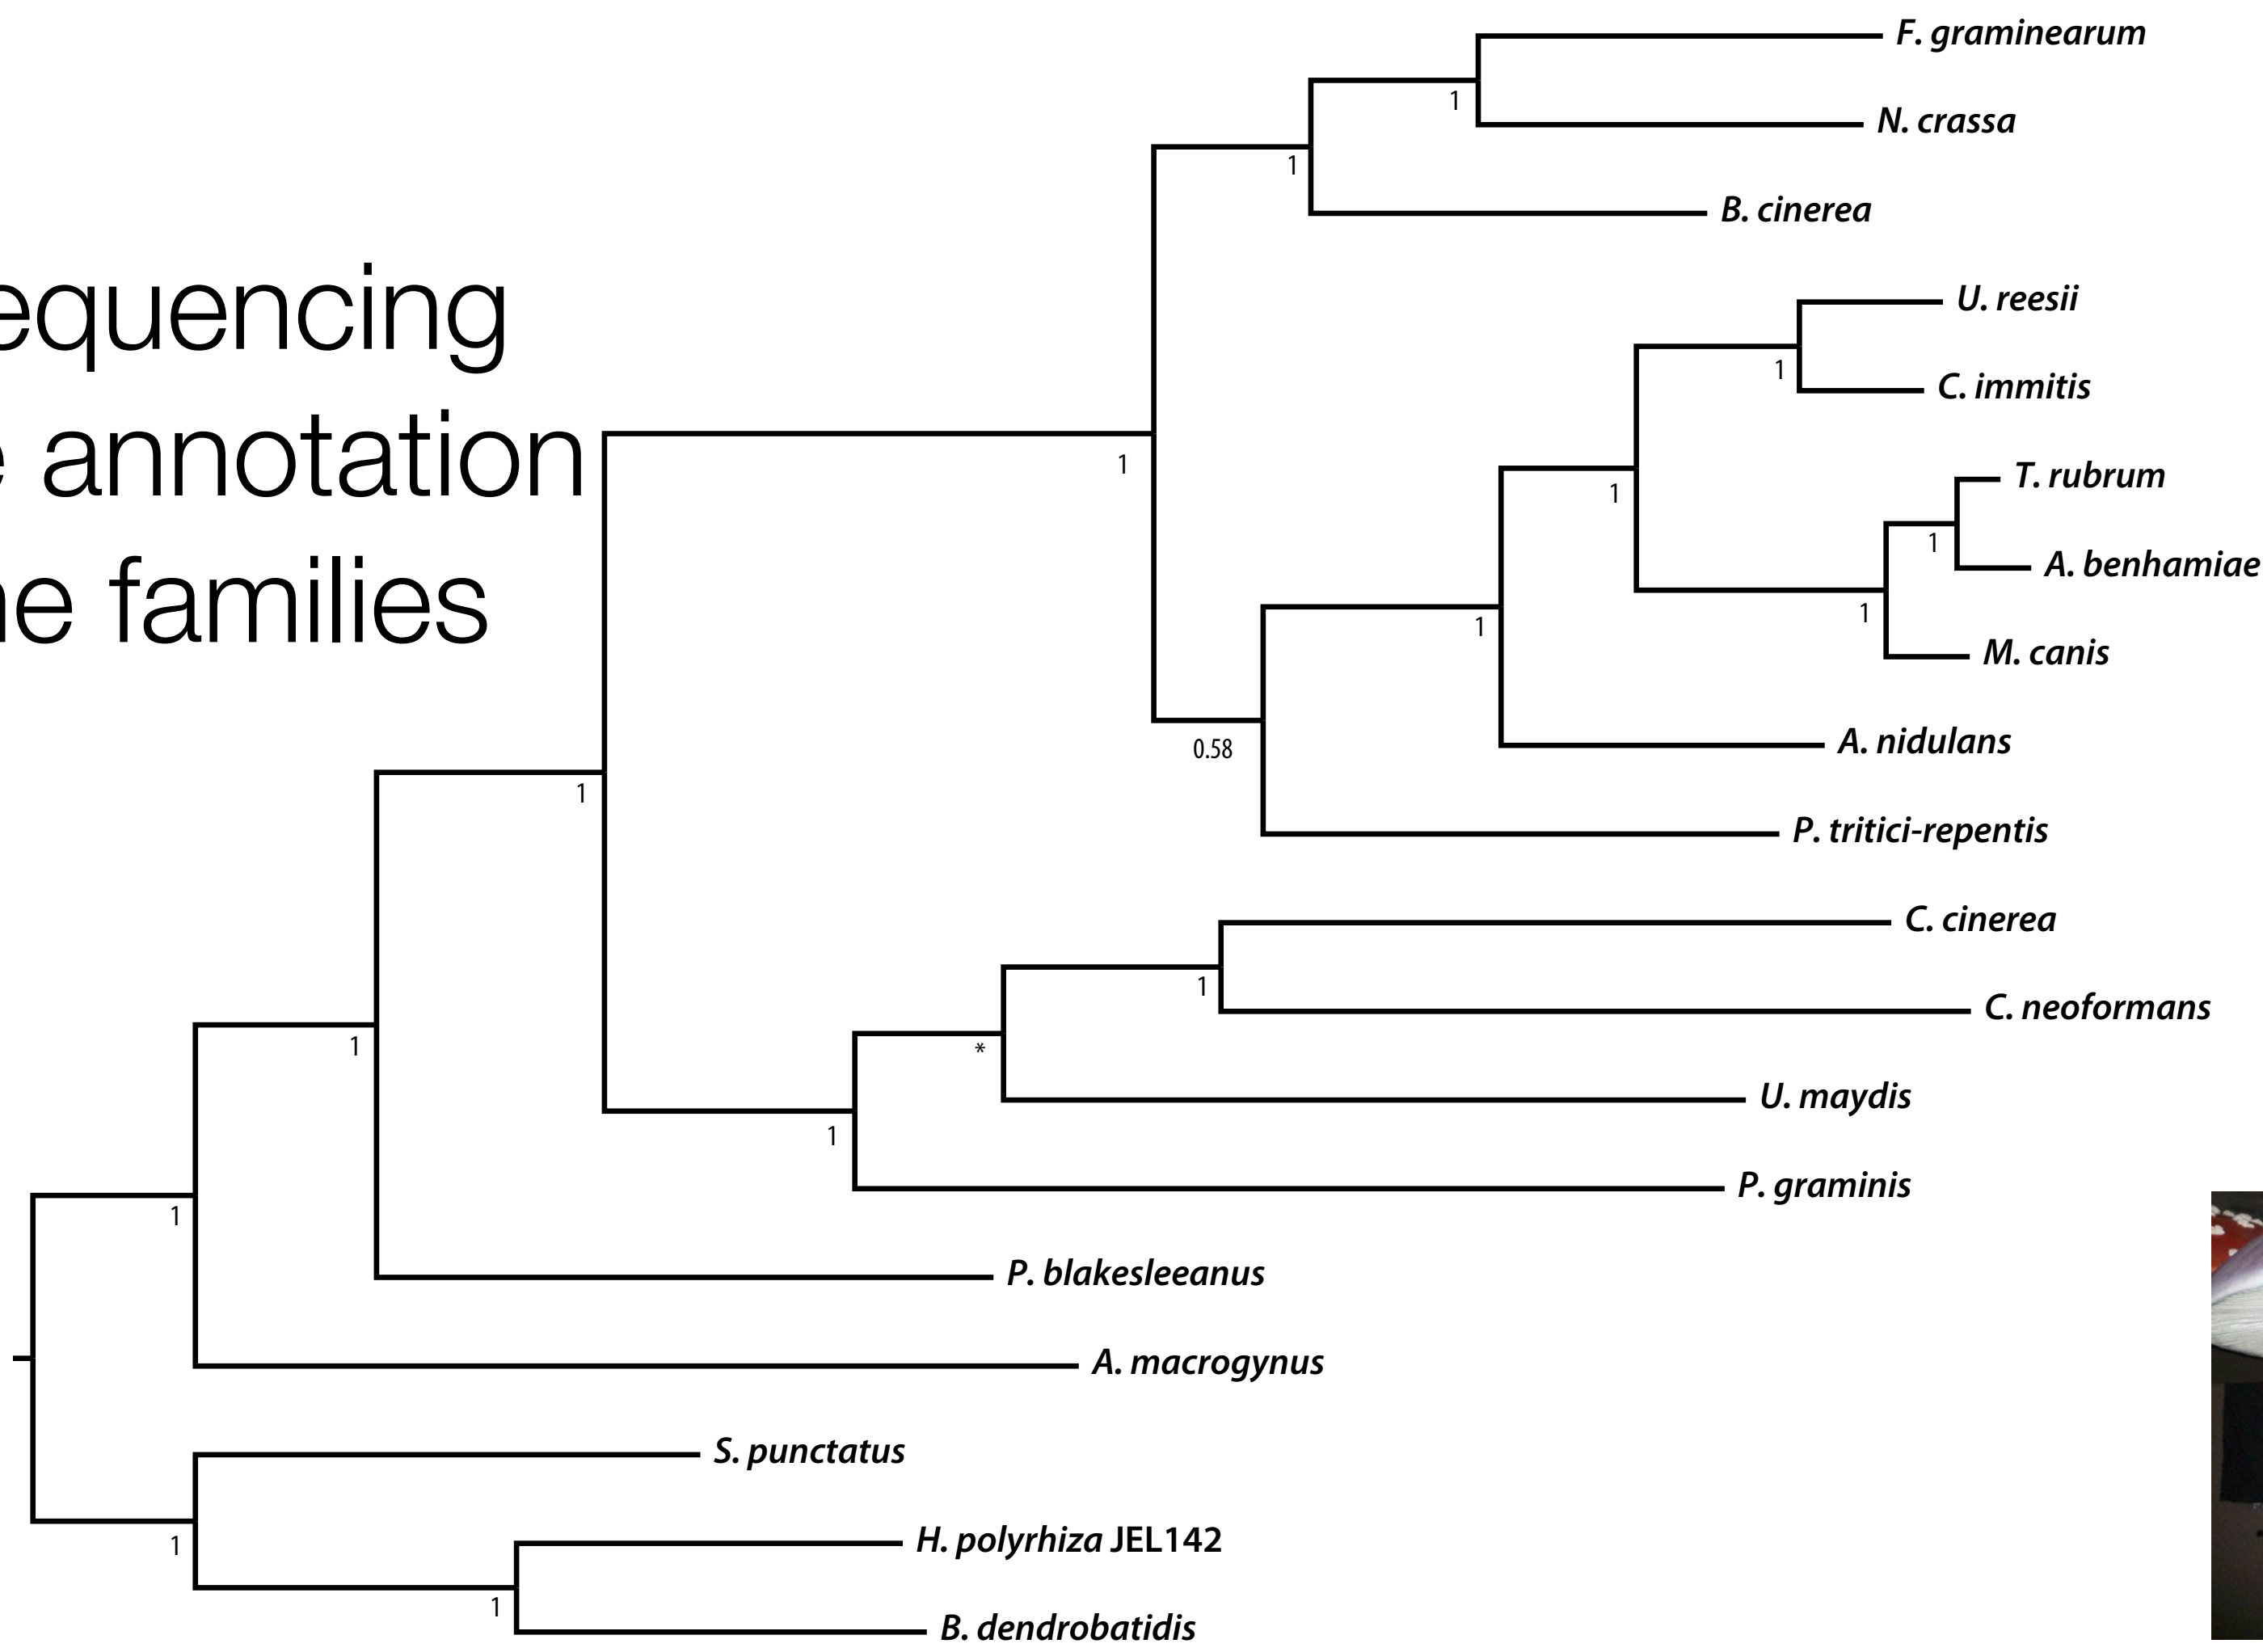 F. graminearum
1
N. crassa
1
B. cinerea
equencing
U. reesii
1
C. immitis
e annotation
1
T. rubrum
1
1
A. benhamiae
ne families
1
1
M. canis
A. nidulans
0.58
1
P. tritici-repentis
C. cinerea
1
C. neoformans
1
*
U. maydis
1
P. graminis
1
P. blakesleeanus
A. macrogynus
S. punctatus
1
H. polyrhiza JEL142
1
B. dendrobatidis